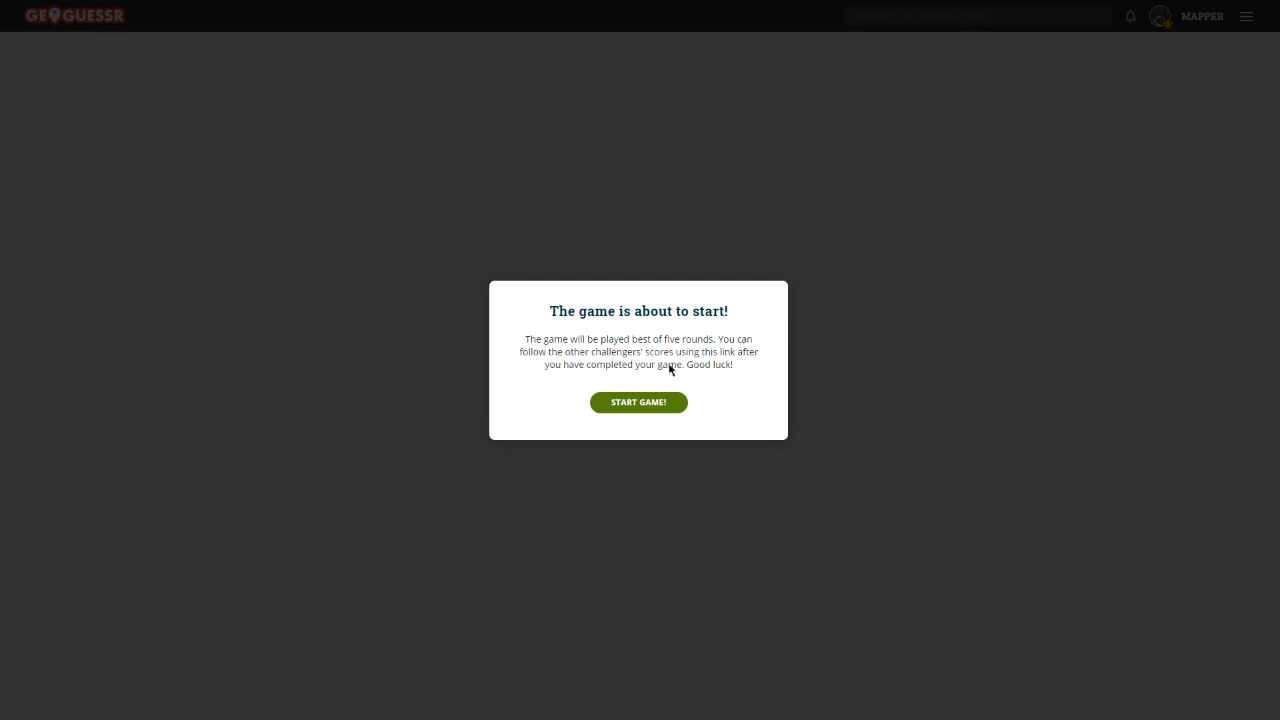 GEOGUESSR
MAPPER
The game is about to start!
The game will be played best of five rounds. You can
follow the other challengers' scores using this link after
you have completed your game. Good luck!
START GAME!